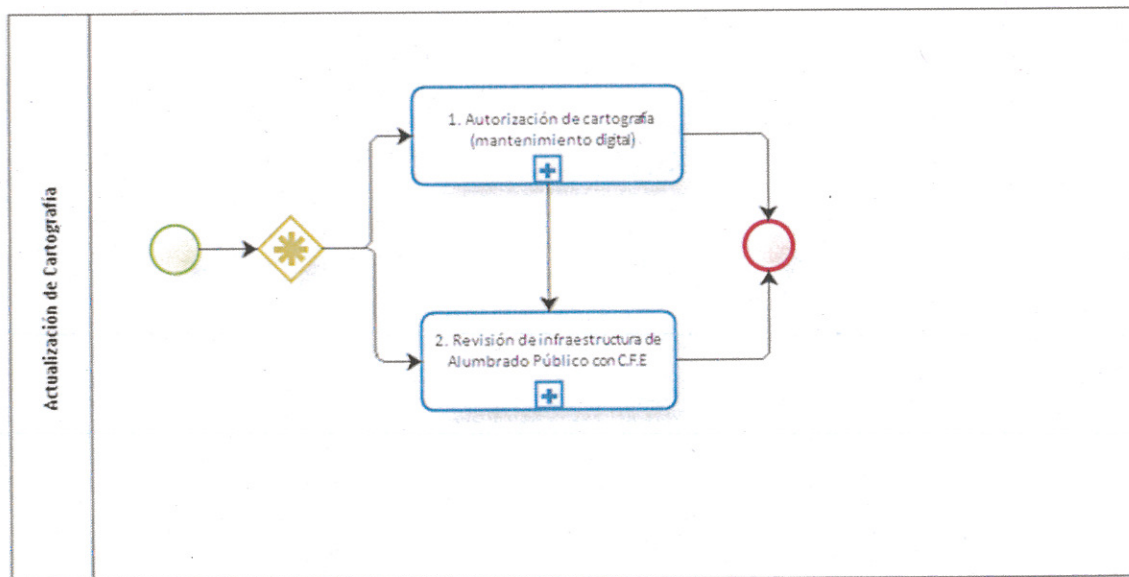 Actualización de Cartografía
1. Autorización de cartografía
(mantenimiento digital)
2. Revisión de infraestructura de
Alumbrado Público con C.F.E